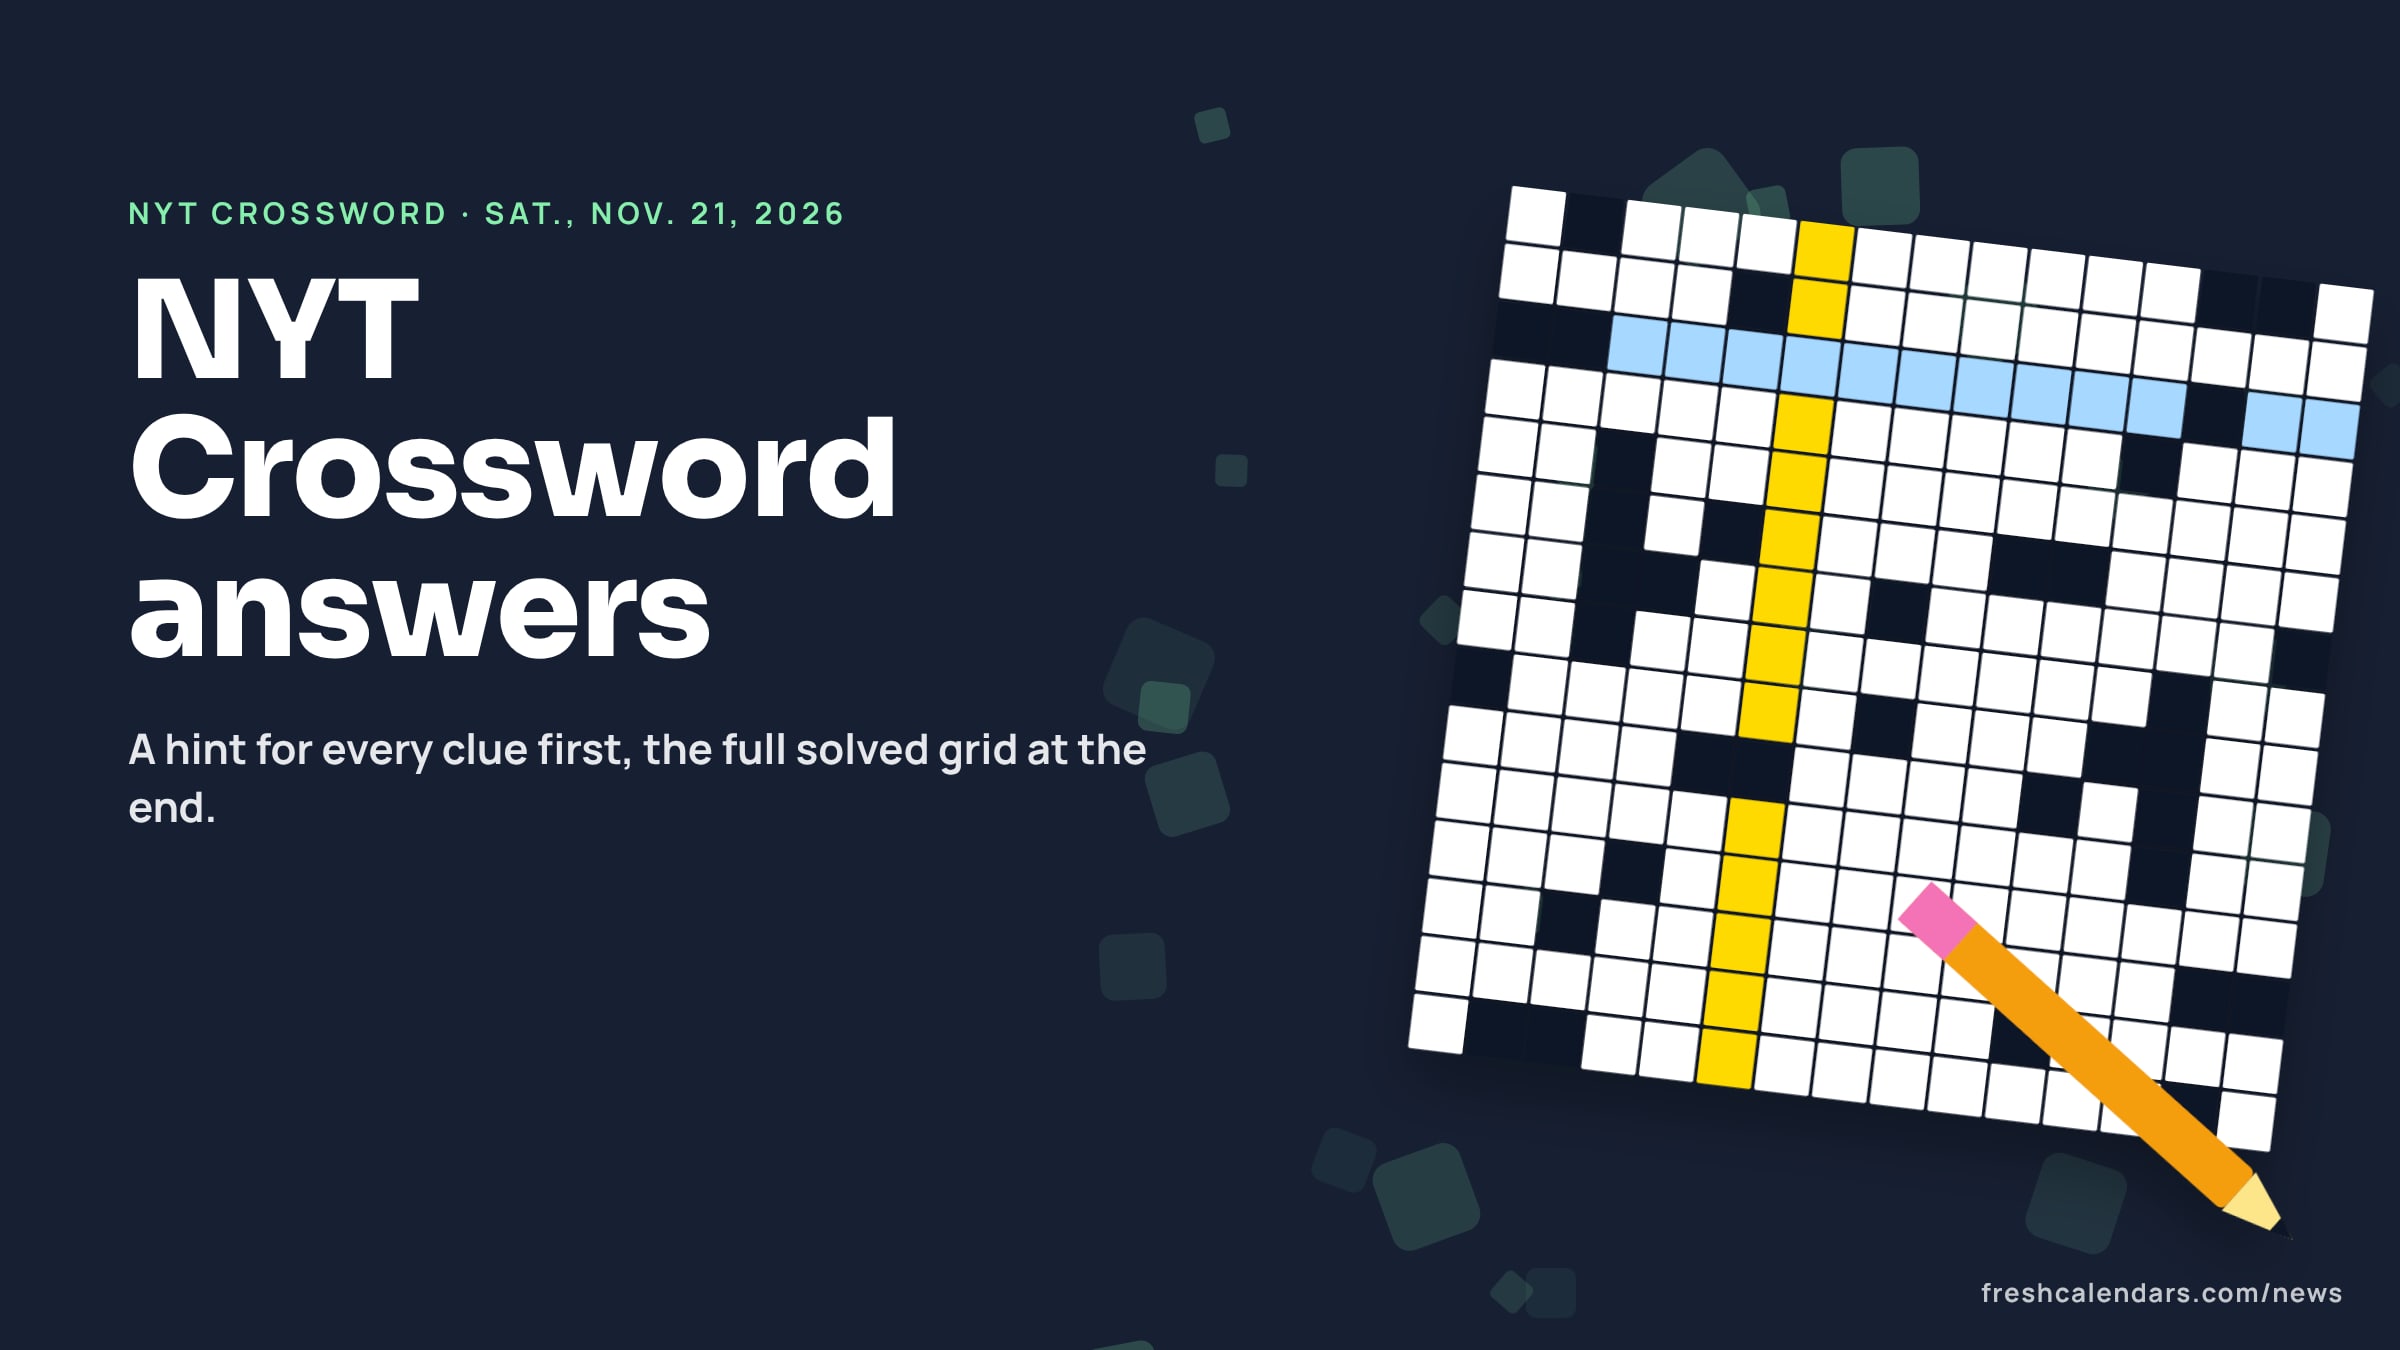 NYT CROSSWORD · SAT., NOV. 21, 2026
NYT
Crossword
answers
A hint for every clue first, the full solved grid at the
end.
freshcalendars.com/news